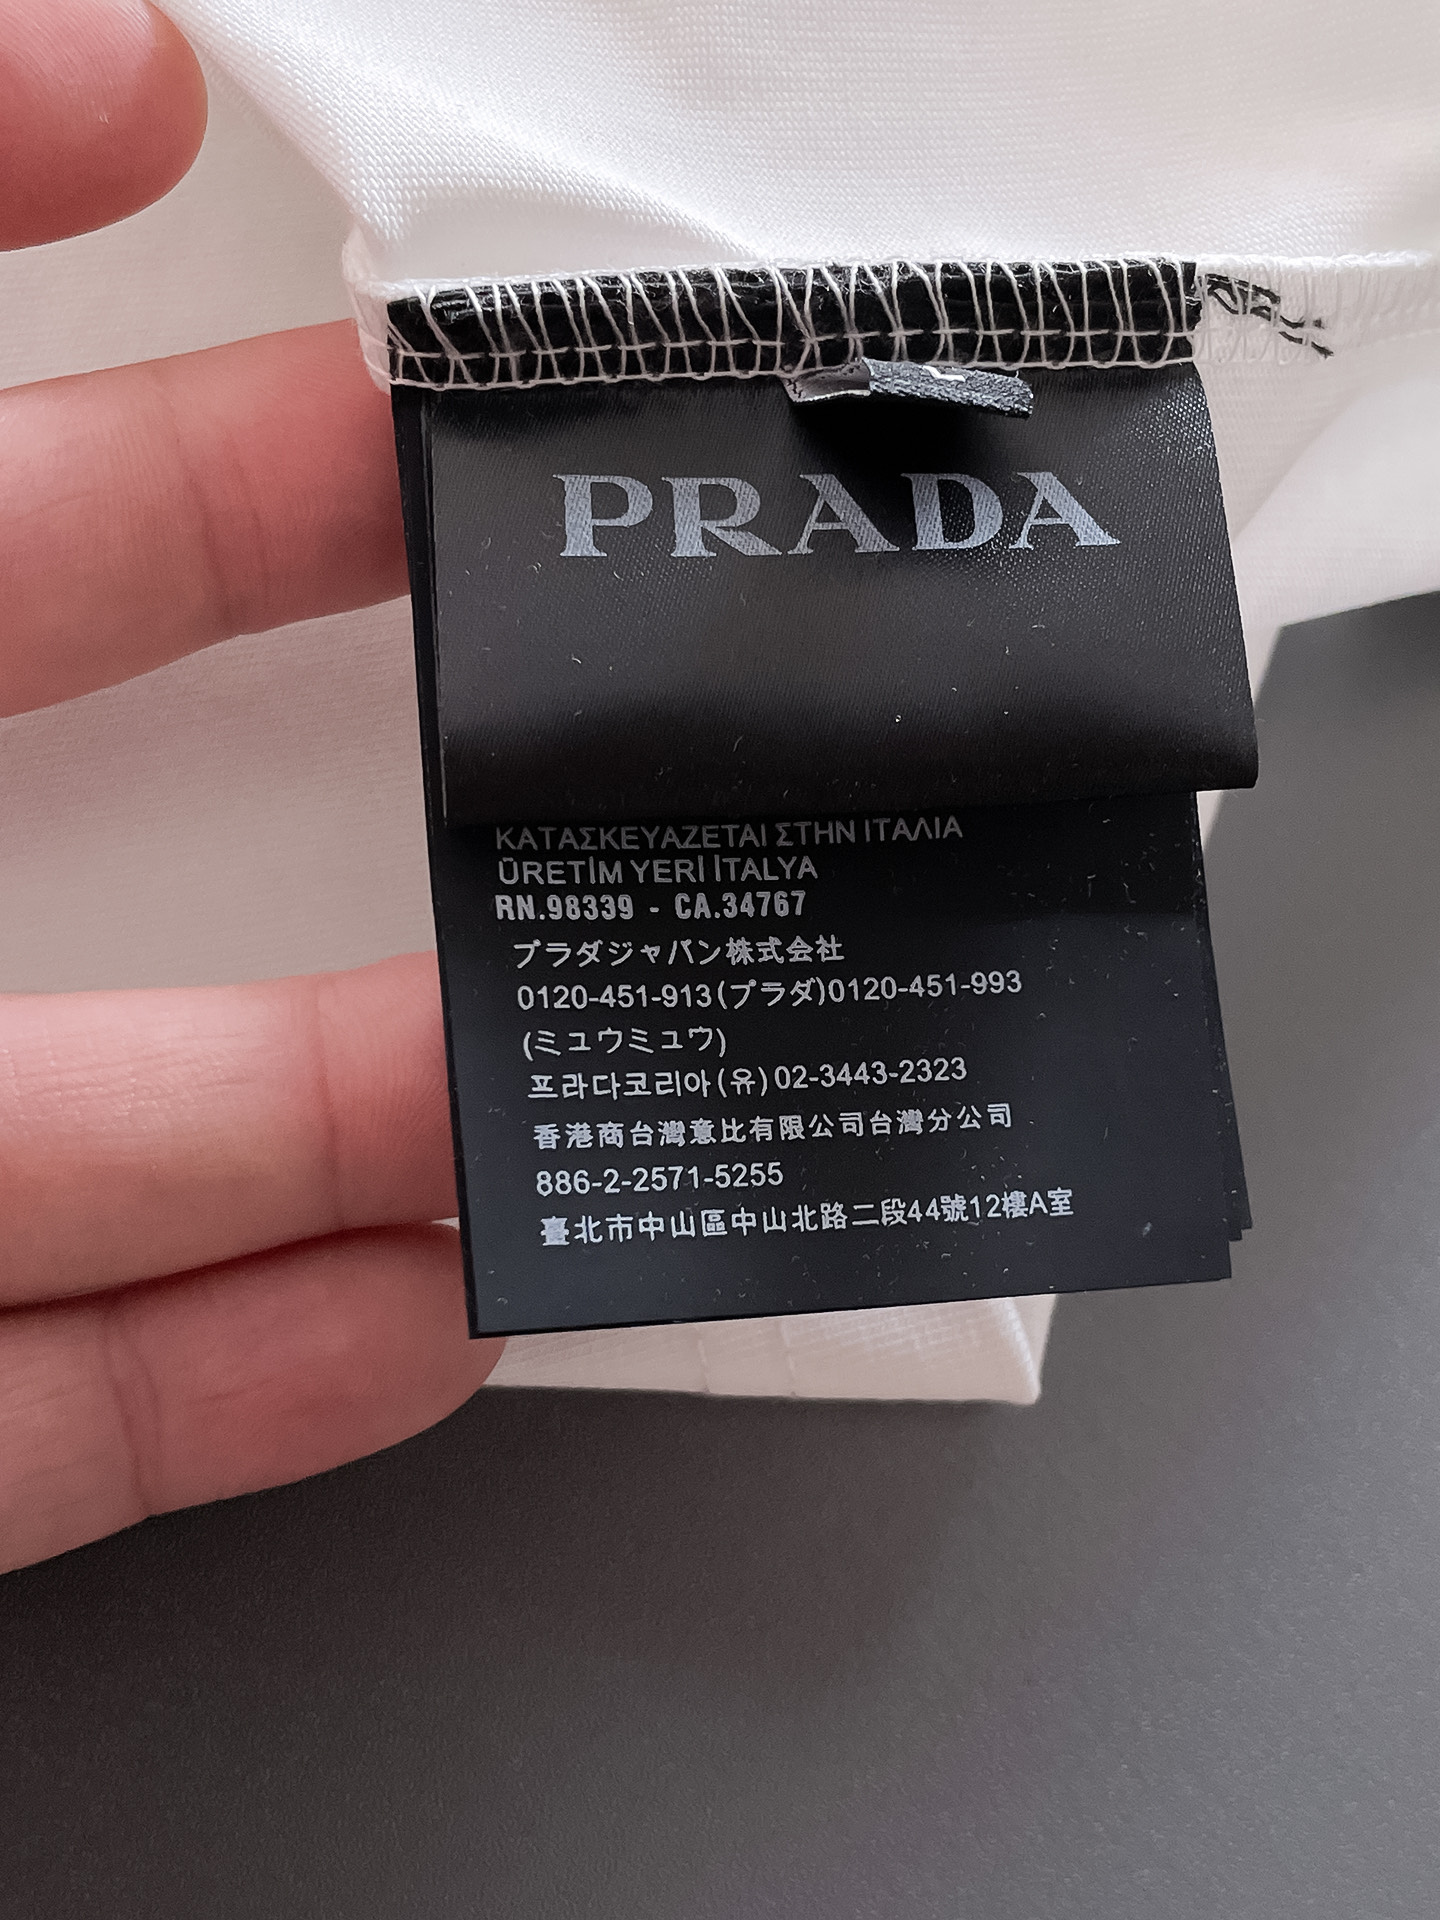 L
PRADA
ΚΑΤΑΣΚΕΥΑΖΕΤΑΙ ΣΤΗΝ ΙΤΑΛΙΑ
ÜRETİM YERİ İTALYA
RN.98339 - CA.34767
プラダジャパン株式会社
0120-451-913(プラダ)0120-451-993
(ミュウミュウ)
프라다코리아(유)02-3443-2323
香港商台灣意比有限公司台灣分公司
886-2-2571-5255
臺北市中山區中山北路二段44號12樓A室